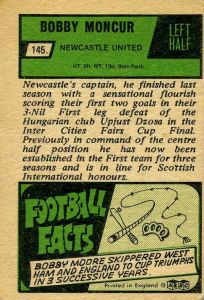 BOBBY MONCUR
LEFT
HALF
145.
NEWCASTLE UNITED
HT. 6ft. WT. 13st. Born Perth
Newcastle's captain, he finished last
season with a sensational flourish
scoring their first two goals in their
3-Nil First leg defeat of the
Hungarian club Upjust Dzosa in the
Inter Cities Fairs Cup Final.
Previously in command of the centre
half position he has now been
established in the First team for three
seasons and is in line for Scottish
International honours.
FOOTBALL
FACTS
BOBBY MOORE SKIPPERED WEST
HAM AND ENGLAND TO CUP TRIUMPHS
IN 3 SUCCESSIVE YEARS
Printed in England